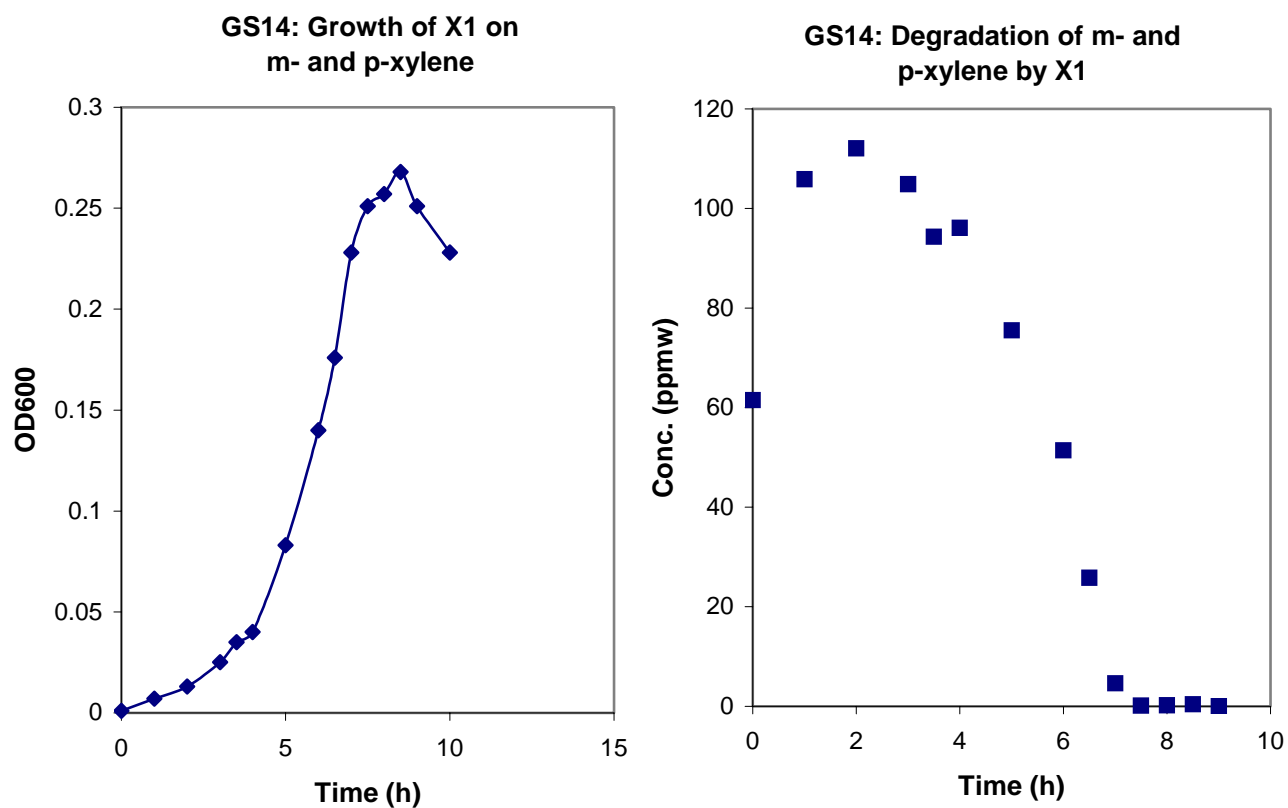 GS14: Growth of X1 on
m- and p-xylene
0.3
0.25
0.2
0.15
0.1
0.05
0
OD600
0 5 10 15
Time (h)
GS14: Degradation of m- and
p-xylene by X1
120
100
80
60
40
20
0
Conc. (ppmw)
0 2 4 6 8 10
Time (h)